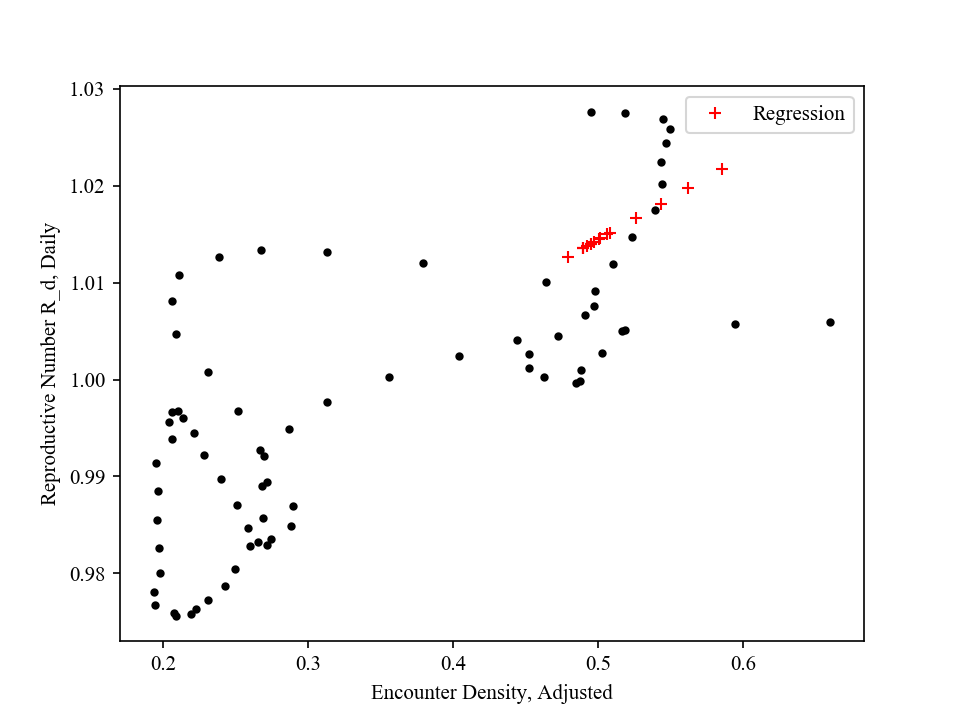 1.03
Regression
1.02
1.01
1.00
0.99
0.98
Reproductive Number R_d, Daily
0.2 0.3 0.4 0.5 0.6
Encounter Density, Adjusted